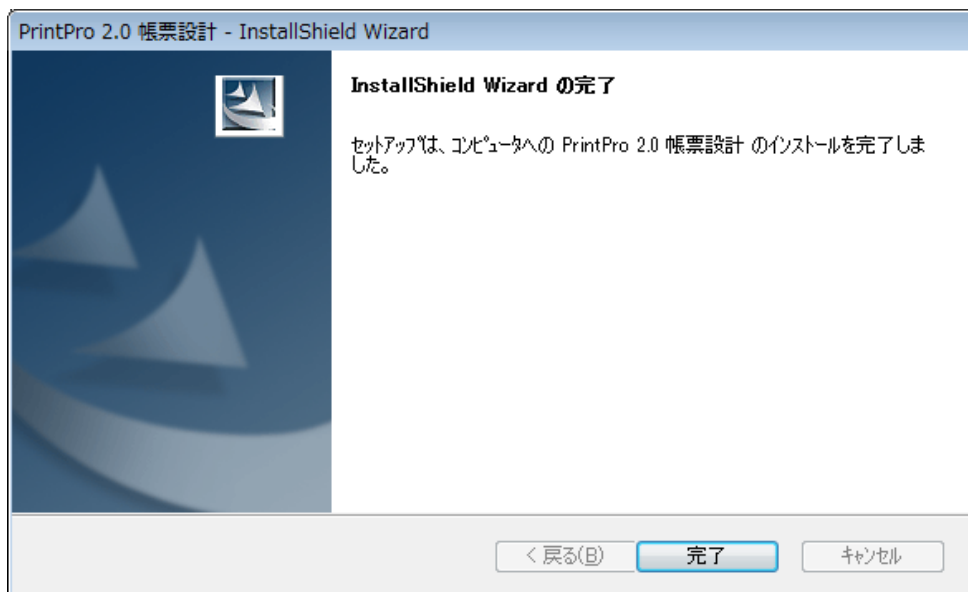 PrintPro 2.0 帳票設計 - InstallShield Wizard
InstallShield Wizard の完了
セットアップは、コンピュータへの PrintPro 2.0 帳票設計 のインストールを完了しま
した。
< 戻る(B)
完了
キャンセル